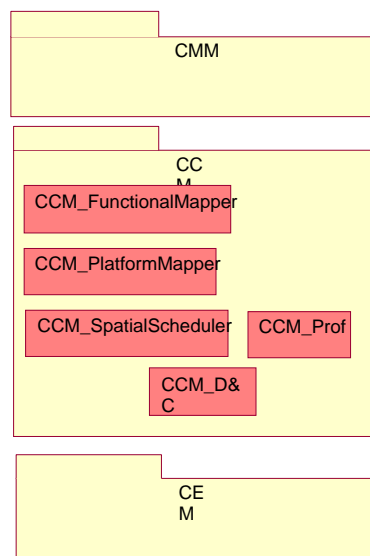 CMM
CC
M
CCM_FunctionalMapper
CCM_PlatformMapper
CCM_SpatialScheduler
CCM_Prof
CCM_D&
C
CE
M